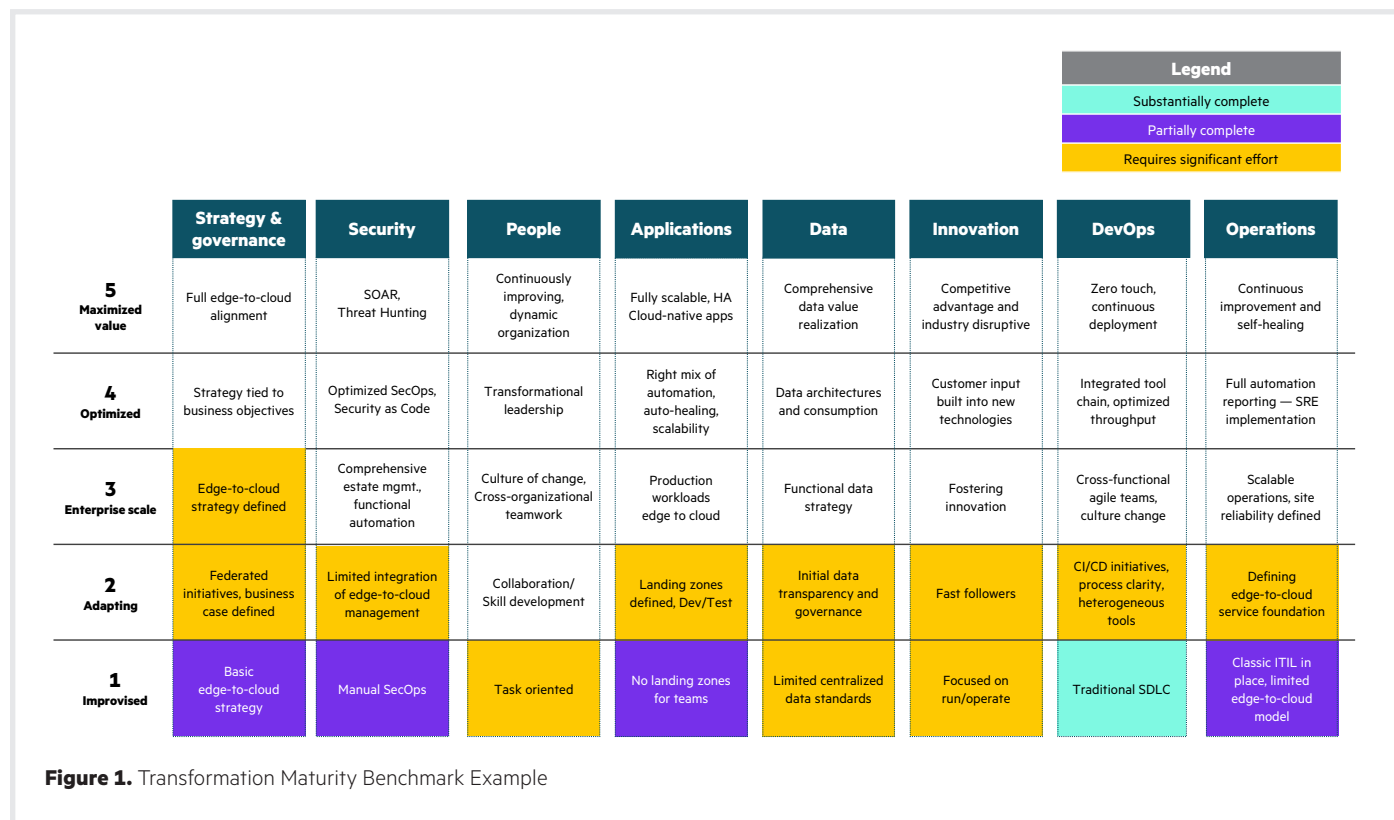 Legend
Substantially complete
Partially complete
Requires significant effort
Strategy &
governance
Security
People
Applications
Data
Innovation
DevOps
Operations
5
Maximized
value
Full edge-to-cloud
alignment
SOAR,
Threat Hunting
Continuously
improving,
dynamic
organization
Fully scalable, HA
Cloud-native apps
Comprehensive
data value
realization
Competitive
advantage and
industry disruptive
Zero touch,
continuous
deployment
Continuous
improvement and
self-healing
4
Optimized
Strategy tied to
business objectives
Optimized SecOps,
Security as Code
Transformational
leadership
Right mix of
automation,
auto-healing,
scalability
Data architectures
and consumption
Customer input
built into new
technologies
Integrated tool
chain, optimized
throughput
Full automation
reporting — SRE
implementation
3
Enterprise scale
Edge-to-cloud
strategy defined
Comprehensive
estate mgmt.,
functional
automation
Culture of change,
Cross-organizational
teamwork
Production
workloads
edge to cloud
Functional data
strategy
Fostering
innovation
Cross-functional
agile teams,
culture change
Scalable
operations, site
reliability defined
2
Adapting
Federated
initiatives, business
case defined
Limited integration
of edge-to-cloud
management
Collaboration/
Skill development
Landing zones
defined, Dev/Test
Initial data
transparency and
governance
Fast followers
CI/CD initiatives,
process clarity,
heterogeneous
tools
Defining
edge-to-cloud
service foundation
1
Improvised
Basic
edge-to-cloud
strategy
Manual SecOps
Task oriented
No landing zones
for teams
Limited centralized
data standards
Focused on
run/operate
Traditional SDLC
Classic ITIL in
place, limited
edge-to-cloud
model
Figure 1. Transformation Maturity Benchmark Example